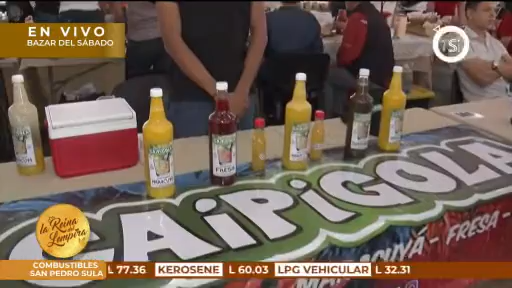 EN VIVO
BAZAR DEL SÁBADO
TSi
FRESA
CAiPiGOLA
MARACUYÁ - FRESA -
la Reina
Lempira
COMBUSTIBLES
SAN PEDRO SULA
L 77.36 KEROSENE L 60.03 LPG VEHICULAR L 32.31